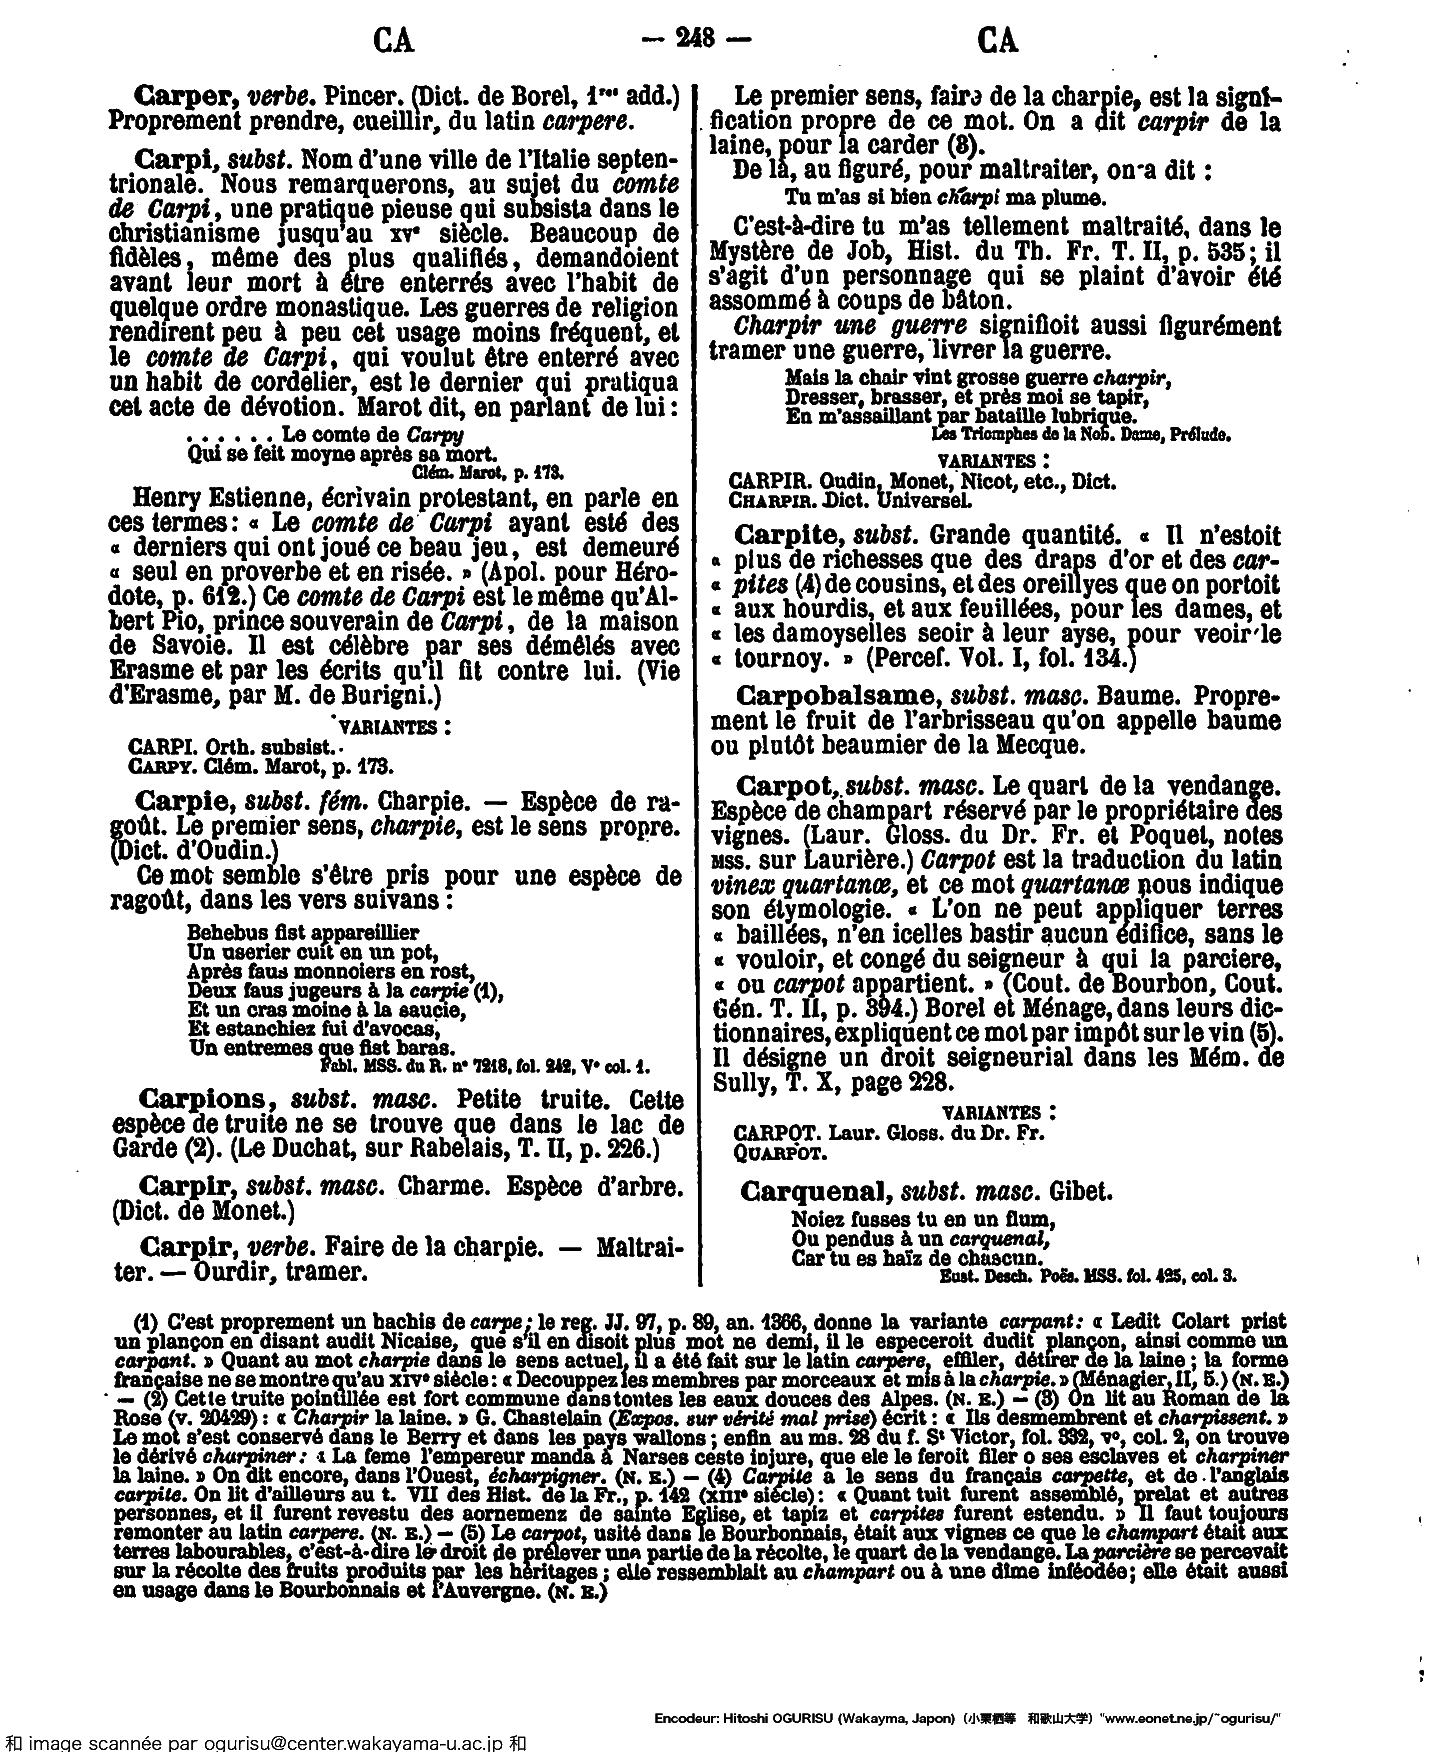 CA — 248 — CA
Carper, verbe. Pincer. (Dict. de Borel, 1res add.)
Proprement prendre, cueillir, du latin carpere.
Carpi, subst. Nom d'une ville de l'Italie septen-
trionale. Nous remarquerons, au sujet du comte
de Carpi, une pratique pieuse qui subsista dans le
christianisme jusqu'au XVe siècle. Beaucoup de
fidèles, même des plus qualifiés, demandoient
avant leur mort à être enterrés avec l'habit de
quelque ordre monastique. Les guerres de religion
rendirent peu à peu cet usage moins fréquent, et
le comte de Carpi, qui voulut être enterré avec
un habit de cordelier, est le dernier qui pratiqua
cet acte de dévotion. Marot dit, en parlant de lui :
. . . . . . Le comte de Carpy
Qui se feit moyne après sa mort.
Clém. Marot, p. 173.
Henry Estienne, écrivain protestant, en parle en
ces termes : « Le comte de Carpi ayant esté des
« derniers qui ont joué ce beau jeu, est demeuré
« seul en proverbe et en risée. » (Apol. pour Héro-
dote, p. 612.) Ce comte de Carpi est le même qu'Al-
bert Pio, prince souverain de Carpi, de la maison
de Savoie. Il est célèbre par ses démêlés avec
Erasme et par les écrits qu'il fit contre lui. (Vie
d'Erasme, par M. de Burigni.)
VARIANTES :
CARPI. Orth. subsist.
CARPY. Clém. Marot, p. 173.
Carpie, subst. fém. Charpie. — Espèce de ra-
goût. Le premier sens, charpie, est le sens propre.
(Dict. d'Oudin.)
Ce mot semble s'être pris pour une espèce de
ragoût, dans les vers suivans :
Behebus fist appareillier
Un userier cuit en un pot,
Après faus monnoiers en rost,
Deux faus jugeurs à la carpie (1),
Et un cras moine à la saucie,
Et estanchiez fui d'avocas,
Un entremes que fist baras.
Fabl. MSS. du R. n° 7218, fol. 242, V° col. 1.
Carpions, subst. masc. Petite truite. Cette
espèce de truite ne se trouve que dans le lac de
Garde (2). (Le Duchat, sur Rabelais, T. II, p. 226.)
Carpir, subst. masc. Charme. Espèce d'arbre.
(Dict. de Monet.)
Carpir, verbe. Faire de la charpie. — Maltrai-
ter. — Ourdir, tramer.
Le premier sens, faire de la charpie, est la signi-
fication propre de ce mot. On a dit carpir de la
laine, pour la carder (3).
De là, au figuré, pour maltraiter, on a dit :
Tu m'as si bien charpi ma plume.
C'est-à-dire tu m'as tellement maltraité, dans le
Mystère de Job, Hist. du Th. Fr. T. II, p. 535 ; il
s'agit d'un personnage qui se plaint d'avoir été
assommé à coups de bâton.
Charpir une guerre signifioit aussi figurément
tramer une guerre, livrer la guerre.
Mais la chair vint grosse guerre charpir,
Dresser, brasser, et près moi se tapir,
En m'assaillant par bataille lubrique.
Les Triomphes de la Nob. Dame, Prélude.
VARIANTES :
CARPIR. Oudin, Monet, Nicot, etc., Dict.
CHARPIR. Dict. Universel.
Carpite, subst. Grande quantité. « Il n'estoit
« plus de richesses que des draps d'or et des car-
« pites (4) de cousins, et des oreillyes que on portoit
« aux hourdis, et aux feuillées, pour les dames, et
« les damoyselles seoir à leur ayse, pour veoir le
« tournoy. » (Percef. Vol. I, fol. 134.)
Carpobalsame, subst. masc. Baume. Propre-
ment le fruit de l'arbrisseau qu'on appelle baume
ou plutôt beaumier de la Mecque.
Carpot, subst. masc. Le quart de la vendange.
Espèce de champart réservé par le propriétaire des
vignes. (Laur. Gloss. du Dr. Fr. et Poquet, notes
MSS. sur Laurière.) Carpot est la traduction du latin
vinex quartanœ, et ce mot quartanœ nous indique
son étymologie. « L'on ne peut appliquer terres
« baillées, n'en icelles bastir aucun édifice, sans le
« vouloir, et congé du seigneur à qui la parciere,
« ou carpot appartient. » (Cout. de Bourbon, Cout.
Gén. T. II, p. 394.) Borel et Ménage, dans leurs dic-
tionnaires, expliquent ce mot par impôt sur le vin (5).
Il désigne un droit seigneurial dans les Mém. de
Sully, T. X, page 228.
VARIANTES :
CARPOT. Laur. Gloss. du Dr. Fr.
QUARPOT.
Carquenal, subst. masc. Gibet.
Noiez fusses tu en un flum,
Ou pendus à un carquenal,
Car tu es haïz de chascun.
Eust. Desch. Poës. MSS. fol. 425, col. 3.
(1) C'est proprement un hachis de carpe ; le reg. JJ. 97, p. 89, an. 1366, donne la variante carpant : « Ledit Colart prist
un plançon en disant audit Nicaise, que s'il en disoit plus mot ne demi, il le especeroit dudit plançon, ainsi comme un
carpant. » Quant au mot charpie dans le sens actuel, il a été fait sur le latin carpere, effiler, détirer de la laine ; la forme
française ne se montre qu'au XIVe siècle : « Decouppez les membres par morceaux et mis à la charpie. » (Ménagier, II, 5.) (N. E.)
— (2) Cette truite pointillée est fort commune dans toutes les eaux douces des Alpes. (N. E.) — (3) On lit au Roman de la
Rose (v. 20429) : « Charpir la laine. » G. Chastelain (Expos. sur vérité mal prise) écrit : « Ils desmembrent et charpissent. »
Le mot s'est conservé dans le Berry et dans les pays wallons ; enfin au ms. 28 du f. St Victor, fol. 332, v°, col. 2, on trouve
le dérivé charpiner : « La feme l'empereur manda à Narses ceste injure, que ele le feroit filer o ses esclaves et charpiner
la laine. » On dit encore, dans l'Ouest, écharpigner. (N. E.) — (4) Carpite a le sens du français carpette, et de l'anglais
carpite. On lit d'ailleurs au t. VII des Hist. de la Fr., p. 142 (XIIIe siècle) : « Quant tuit furent assemblé, prelat et autres
personnes, et il furent revestu des aornemenz de sainte Eglise, et tapiz et carpites furent estendu. » Il faut toujours
remonter au latin carpere. (N. E.) — (5) Le carpot, usité dans le Bourbonnais, était aux vignes ce que le champart était aux
terres labourables, c'est-à-dire le droit de prélever une partie de la récolte, le quart de la vendange. La parcière se percevait
sur la récolte des fruits produits par les héritages ; elle ressemblait au champart ou à une dîme inféodée ; elle était aussi
en usage dans le Bourbonnais et l'Auvergne. (N. E.)
Encodeur: Hitoshi OGURISU (Wakayma, Japon) (小栗栖等 和歌山大学) "www.eonet.ne.jp/~ogurisu/"
和 image scannée par ogurisu@center.wakayama-u.ac.jp 和